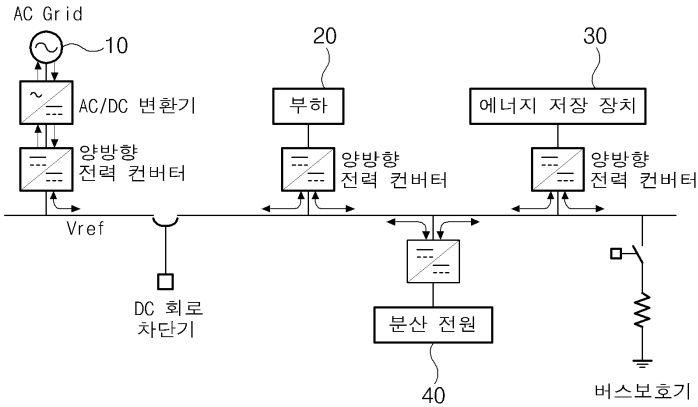 AC Grid
10
20
30
AC/DC 변환기
부하
에너지 저장 장치
양방향
전력 컨버터
양방향
전력 컨버터
양방향
전력 컨버터
Vref
DC 회로
차단기
분산 전원
40
버스보호기